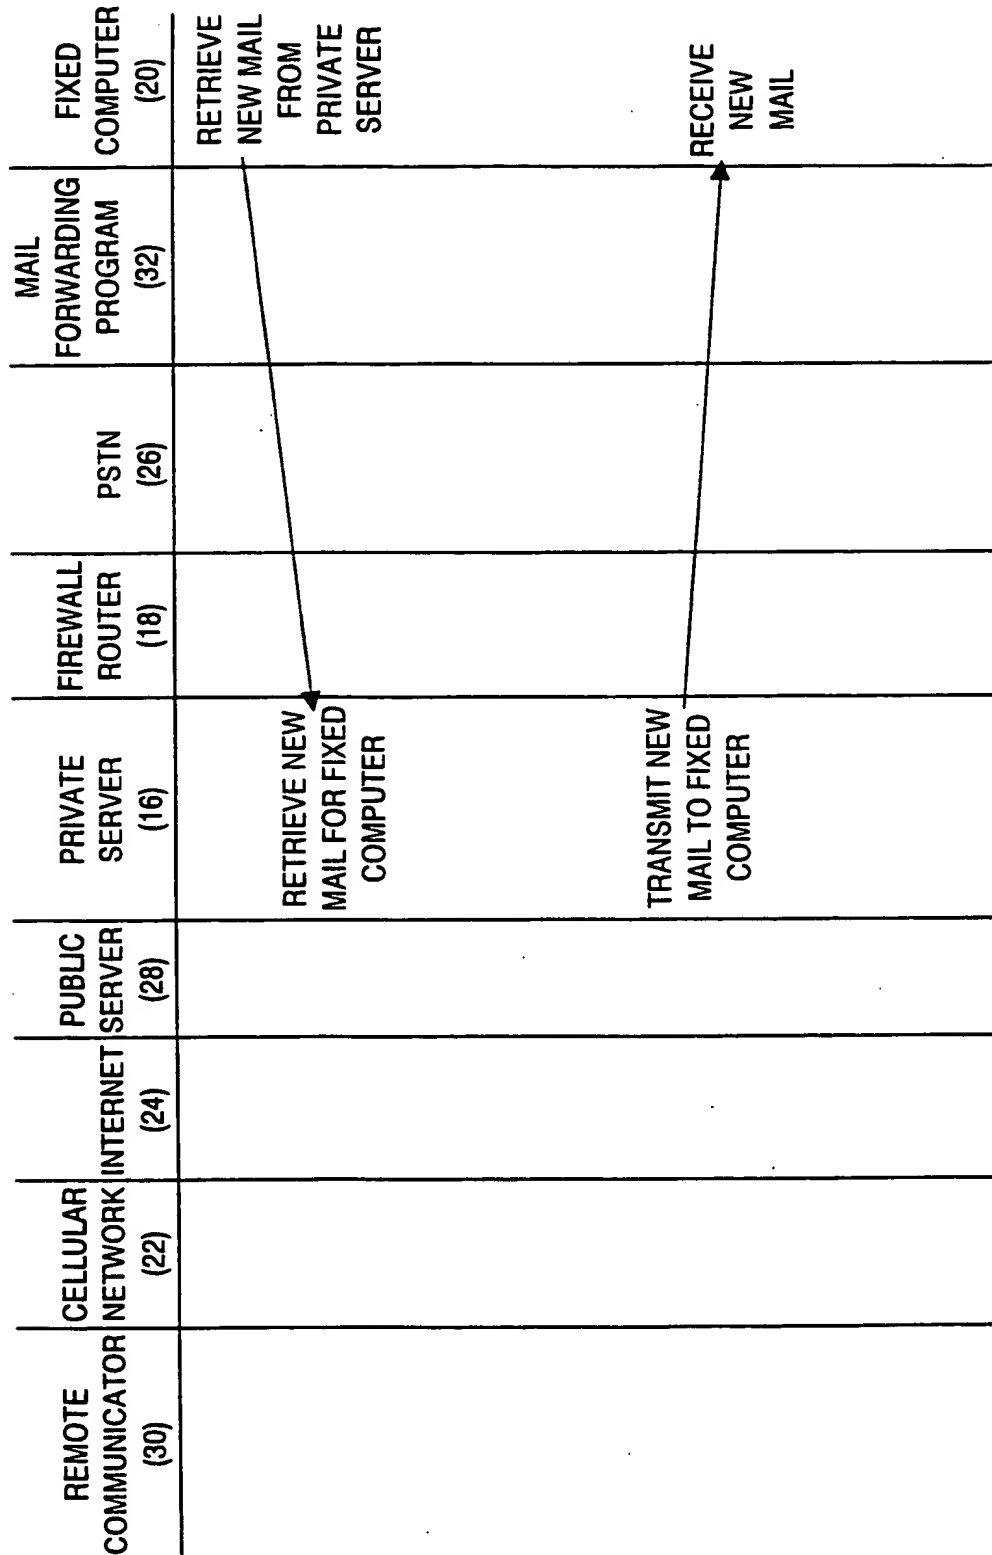 REMOTE
COMMUNICATOR
(30)
CELLULAR
NETWORK
(22)
INTERNET
(24)
PUBLIC
SERVER
(28)
PRIVATE
SERVER
(16)
FIREWALL
ROUTER
(18)
PSTN
(26)
MAIL
FORWARDING
PROGRAM
(32)
FIXED
COMPUTER
(20)
RETRIEVE
NEW MAIL
FROM
PRIVATE
SERVER
RETRIEVE NEW
MAIL FOR FIXED
COMPUTER
TRANSMIT NEW
MAIL TO FIXED
COMPUTER
RECEIVE
NEW
MAIL